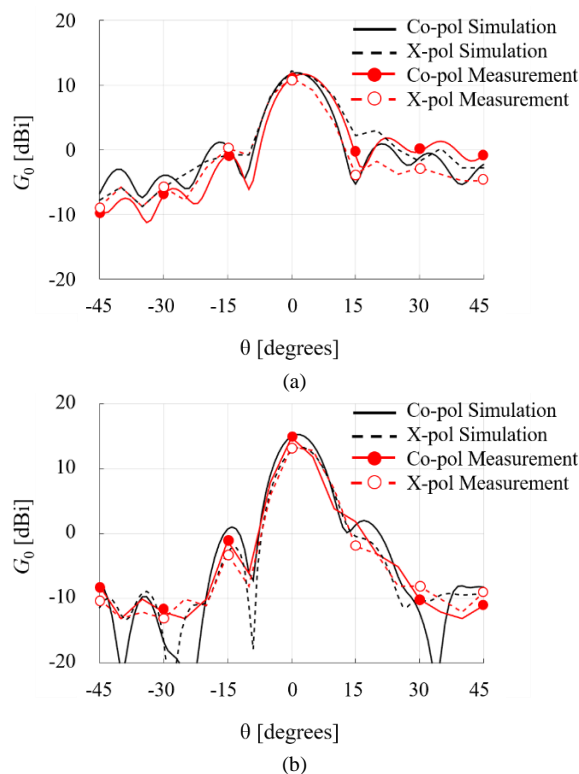 20
10
0
-10
-20
G₀ [dBi]
Co-pol Simulation
X-pol Simulation
Co-pol Measurement
X-pol Measurement
-45 -30 -15 0 15 30 45
θ [degrees]
(a)
20
10
0
-10
-20
G₀ [dBi]
Co-pol Simulation
X-pol Simulation
Co-pol Measurement
X-pol Measurement
-45 -30 -15 0 15 30 45
θ [degrees]
(b)